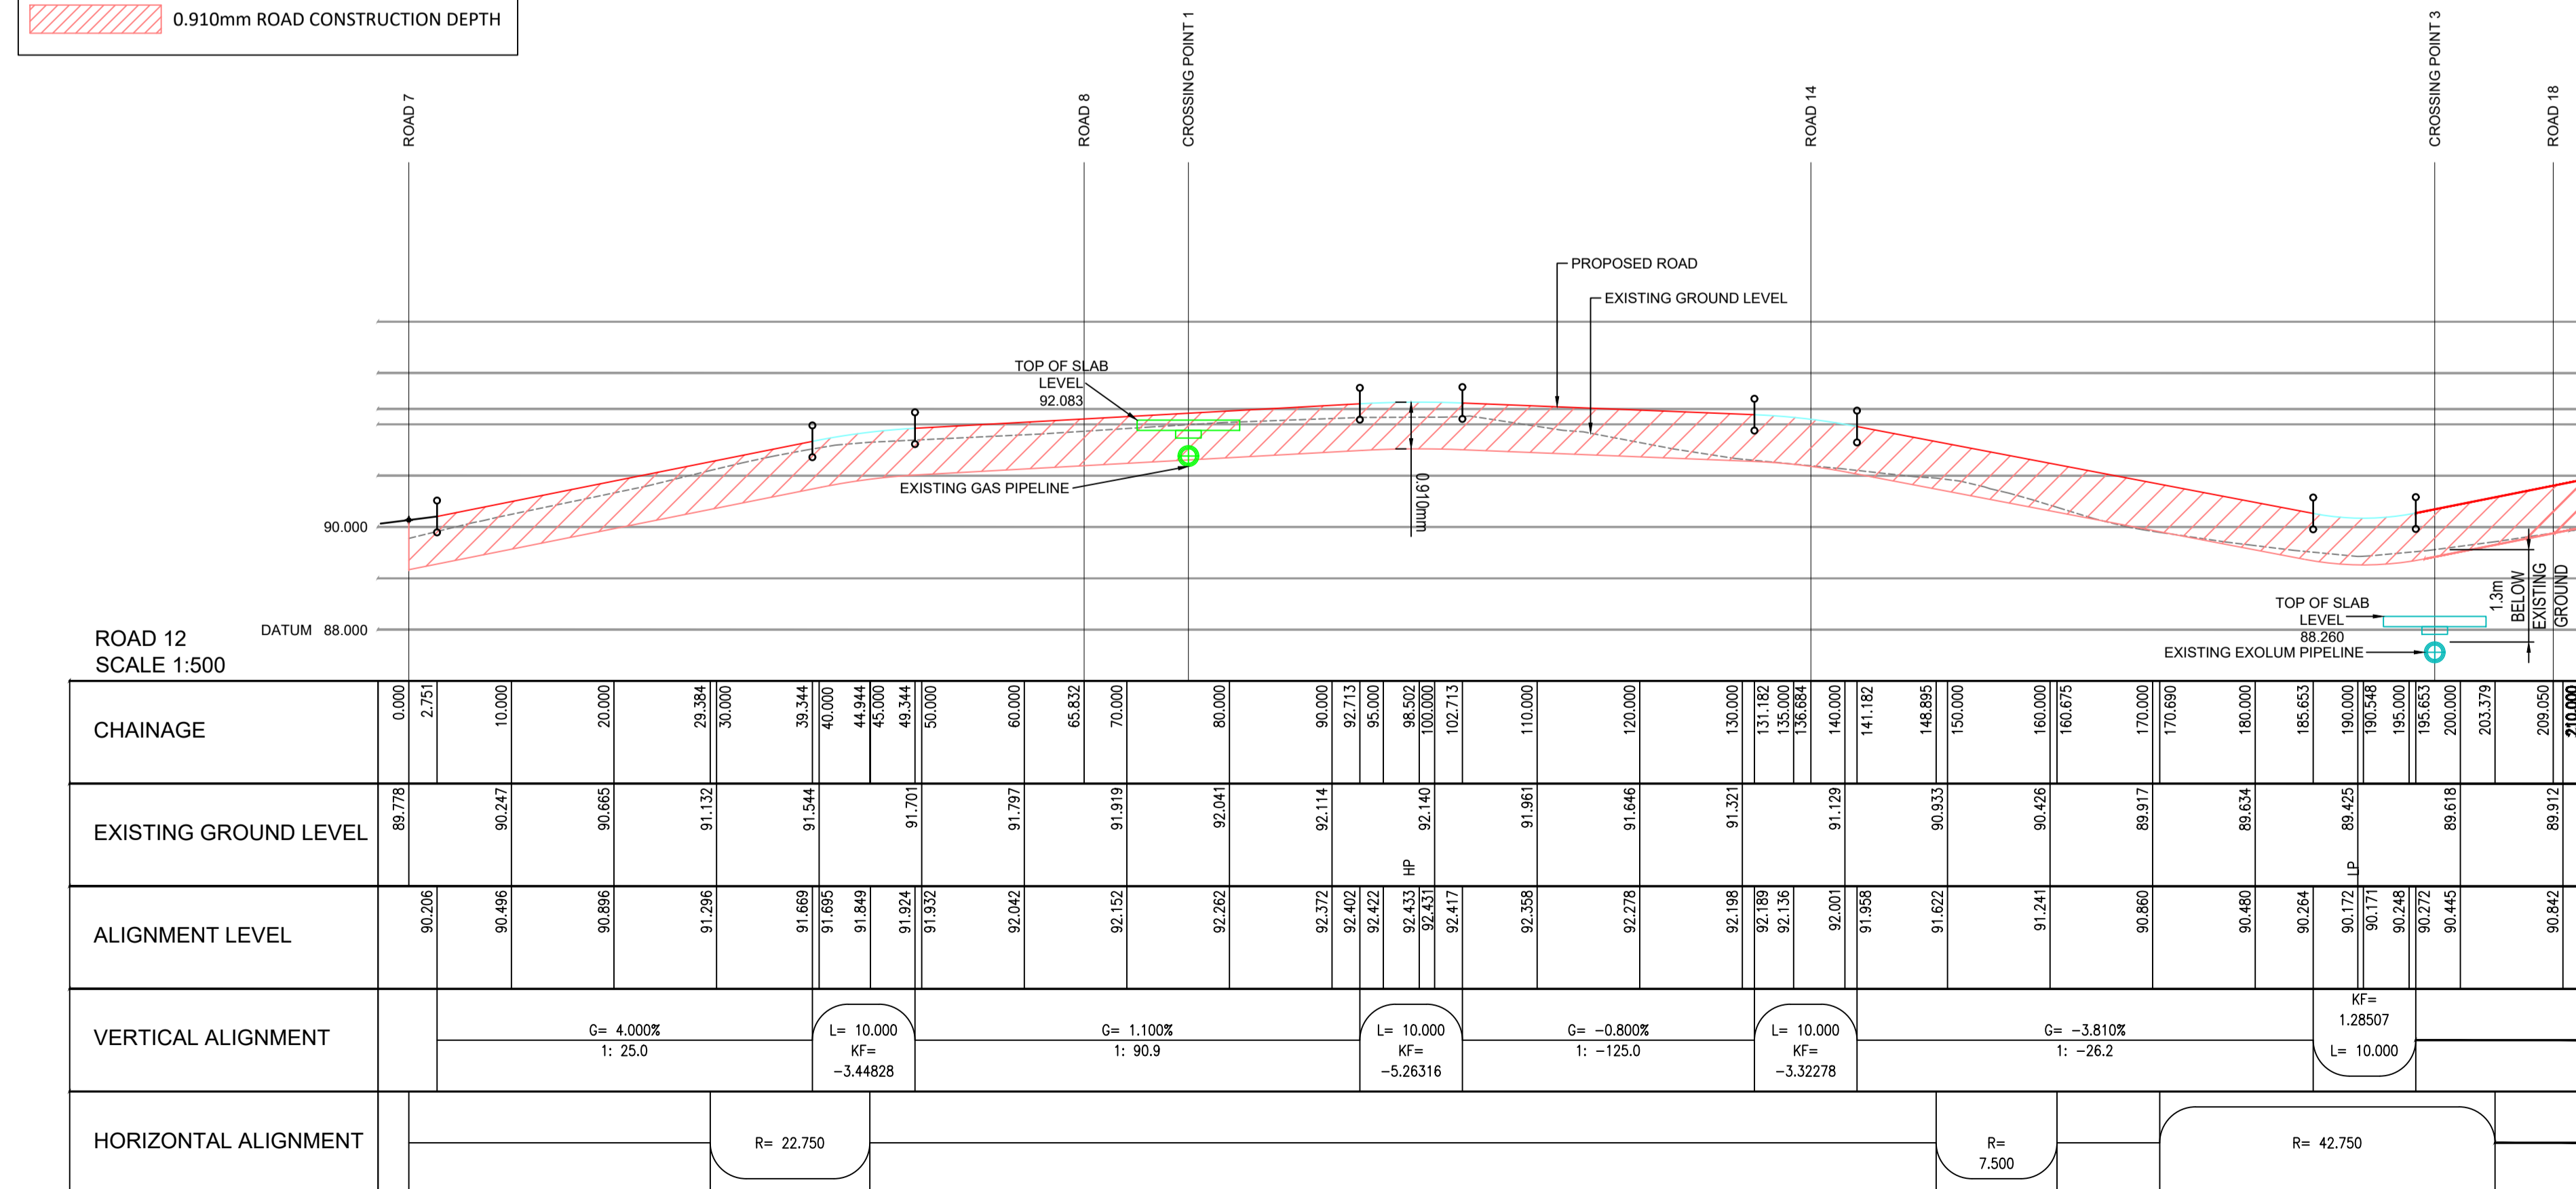 0.910mm ROAD CONSTRUCTION DEPTH
ROAD 7
ROAD 8
CROSSING POINT 1
ROAD 14
CROSSING POINT 3
ROAD 18
PROPOSED ROAD
EXISTING GROUND LEVEL
TOP OF SLAB
LEVEL
92.083
EXISTING GAS PIPELINE
0.910mm
90.000
DATUM 88.000
TOP OF SLAB
LEVEL
88.260
EXISTING EXOLUM PIPELINE
1.3m
BELOW
EXISTING
GROUND
ROAD 12
SCALE 1:500
CHAINAGE
0.000 2.751 10.000 20.000 29.384 30.000 39.344 40.000 44.944 45.000 49.344 50.000 60.000 65.832 70.000 80.000 90.000 92.713 95.000 98.502 100.000 102.713 110.000 120.000 130.000 131.182 135.000 136.684 140.000 141.182 148.895 150.000 160.000 160.675 170.000 170.690 180.000 185.653 190.000 190.548 195.000 195.653 200.000 203.379 209.050 210.000
EXISTING GROUND LEVEL
89.778 90.247 90.665 91.132 91.544 91.701 91.797 91.919 92.041 92.114 92.140 91.961 91.646 91.321 91.129 90.933 90.426 89.917 89.634 89.425 89.618 89.912
HP LP
ALIGNMENT LEVEL
90.206 90.496 90.896 91.296 91.669 91.695 91.849 91.924 91.932 92.042 92.152 92.262 92.372 92.402 92.422 92.433 92.431 92.417 92.358 92.278 92.198 92.189 92.136 92.001 91.958 91.622 91.241 90.860 90.480 90.264 90.172 90.171 90.248 90.272 90.445 90.842
VERTICAL ALIGNMENT
G= 4.000%
1: 25.0
L= 10.000
KF=
-3.44828
G= 1.100%
1: 90.9
L= 10.000
KF=
-5.26316
G= -0.800%
1: -125.0
L= 10.000
KF=
-3.32278
G= -3.810%
1: -26.2
KF=
1.28507
L= 10.000
HORIZONTAL ALIGNMENT
R= 22.750
R=
7.500
R= 42.750